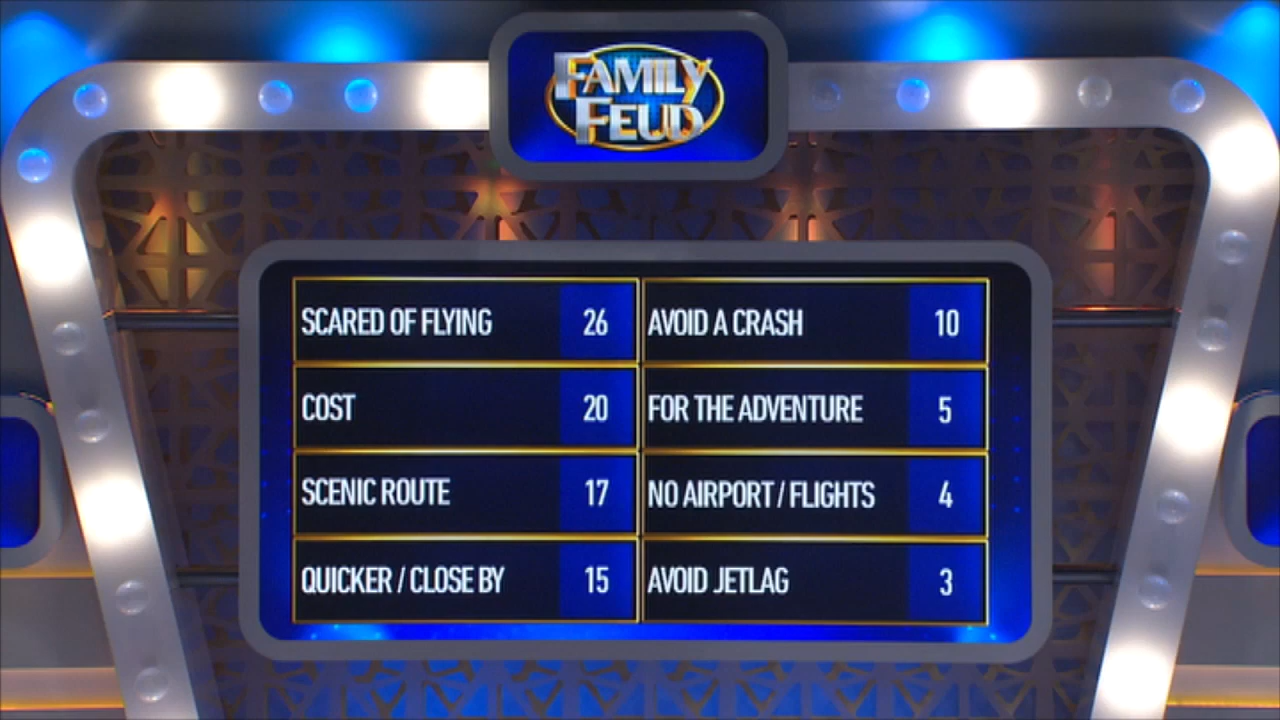 FAMILY
FEUD
SCARED OF FLYING 26
COST 20
SCENIC ROUTE 17
QUICKER / CLOSE BY 15
AVOID A CRASH 10
FOR THE ADVENTURE 5
NO AIRPORT / FLIGHTS 4
AVOID JETLAG 3